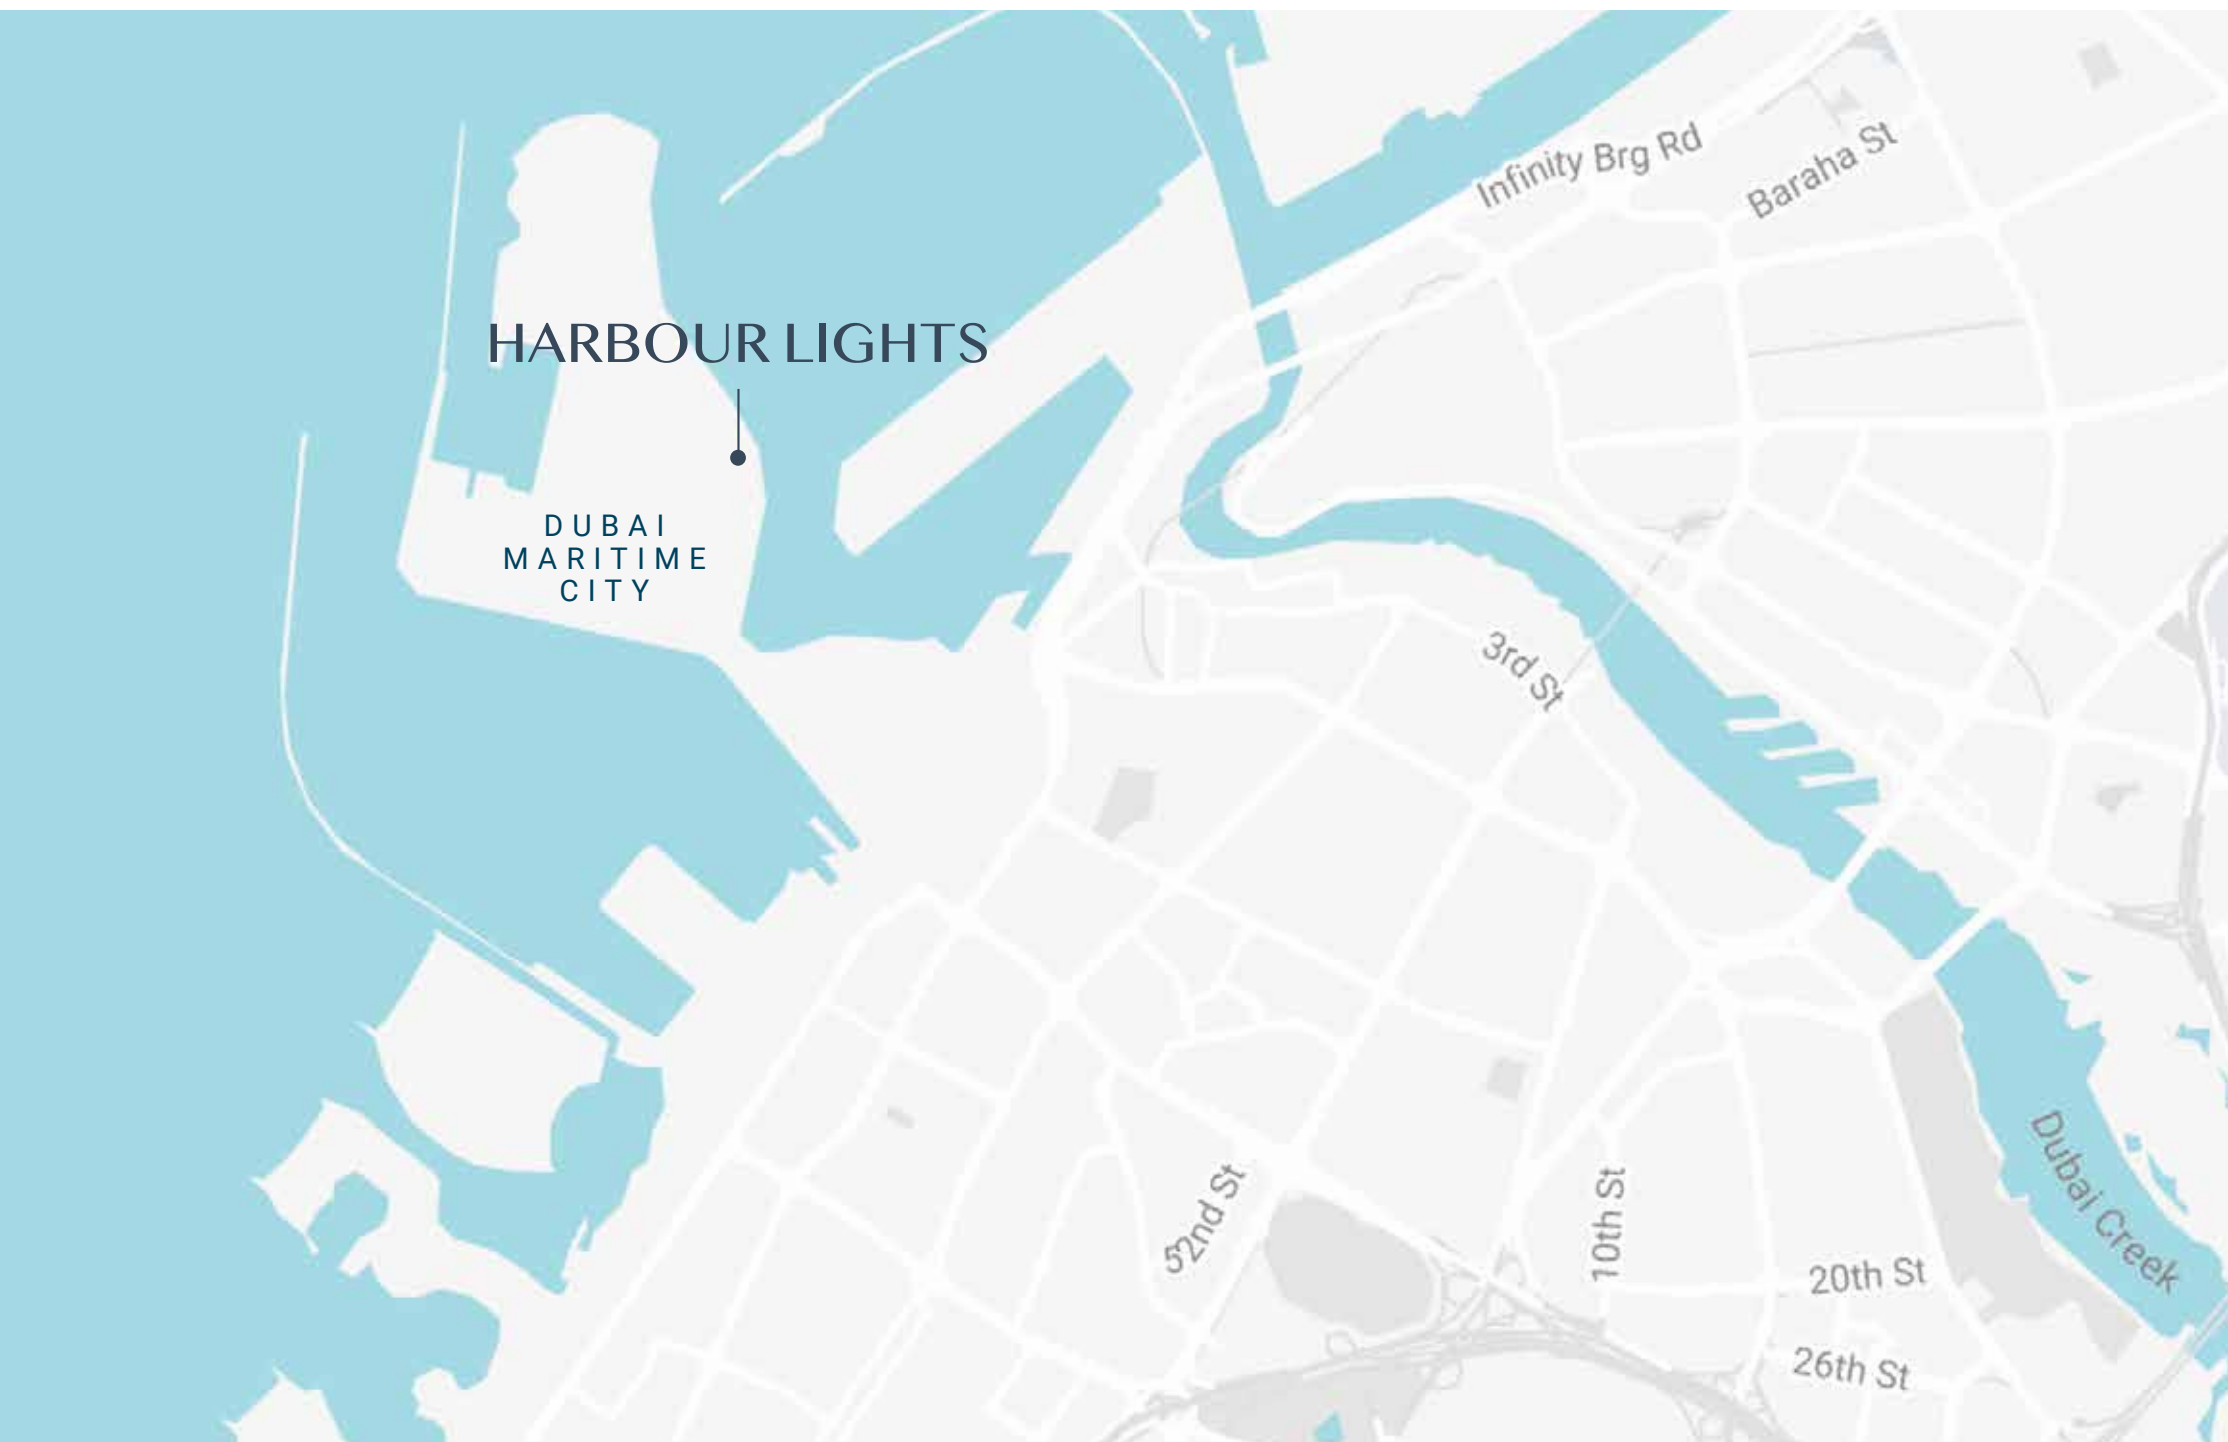 Infinity Brg Rd
Baraha St
HARBOUR LIGHTS
DUBAI
MARITIME
CITY
3rd St
Dubai Creek
52nd St
10th St
20th St
26th St